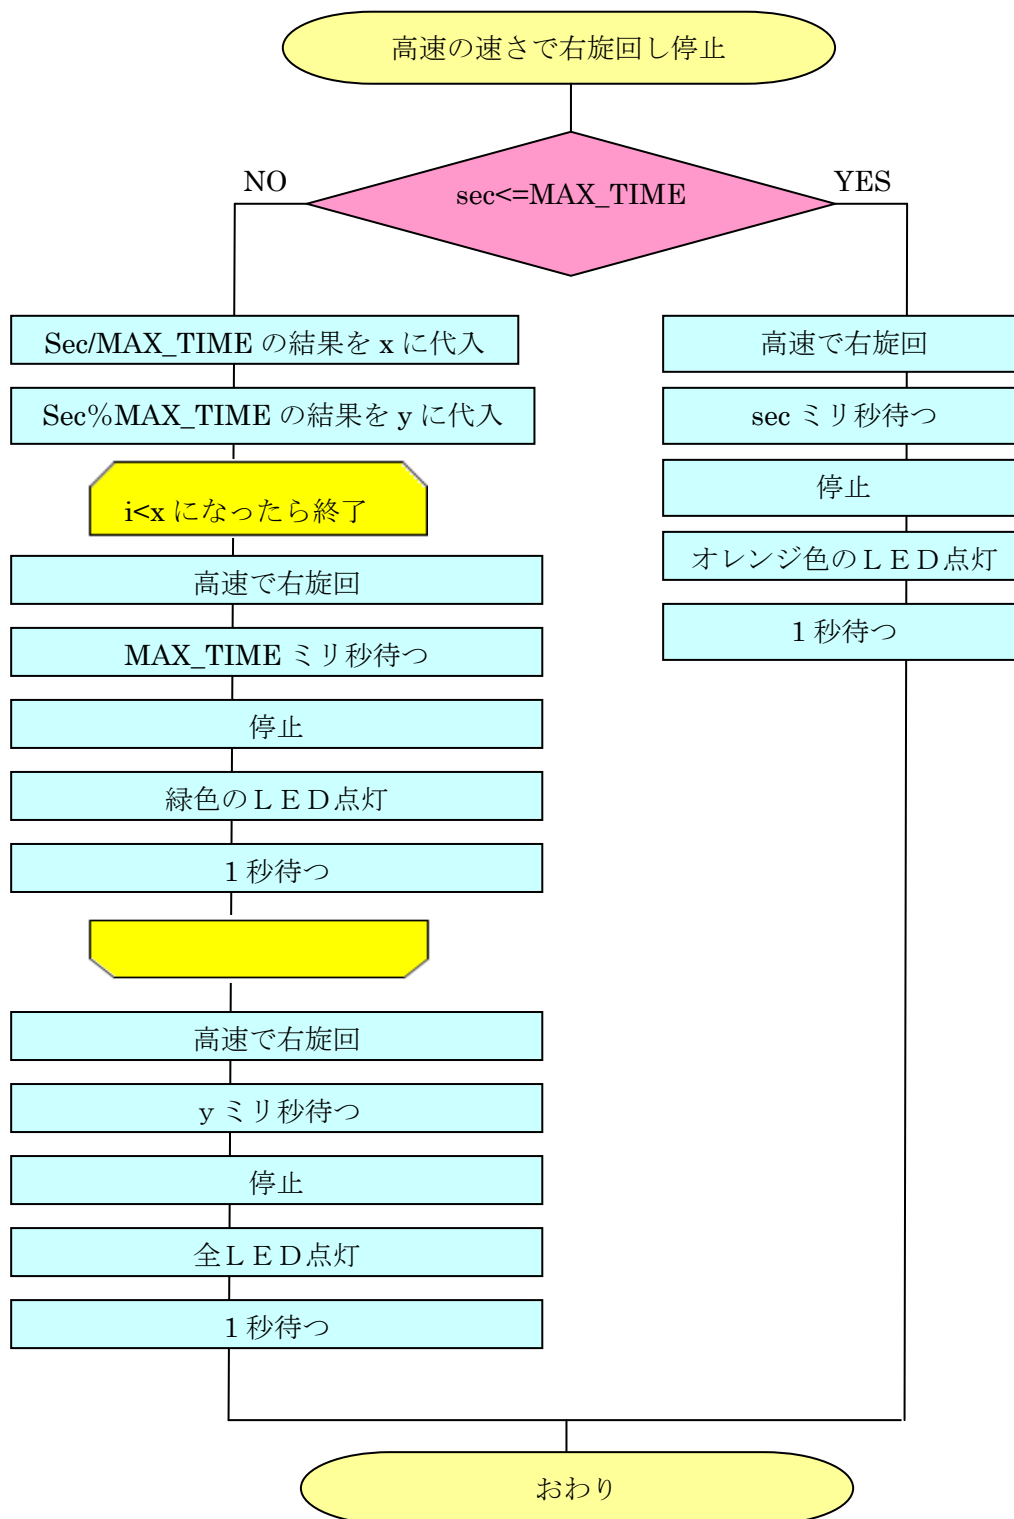 高速の速さで右旋回し停止
NO
YES
sec<=MAX_TIME
Sec/MAX_TIME の結果を x に代入
Sec%MAX_TIME の結果を y に代入
i<x になったら終了
高速で右旋回
MAX_TIME ミリ秒待つ
停止
緑色のＬＥＤ点灯
1 秒待つ
高速で右旋回
y ミリ秒待つ
停止
全ＬＥＤ点灯
1 秒待つ
高速で右旋回
sec ミリ秒待つ
停止
オレンジ色のＬＥＤ点灯
1 秒待つ
おわり